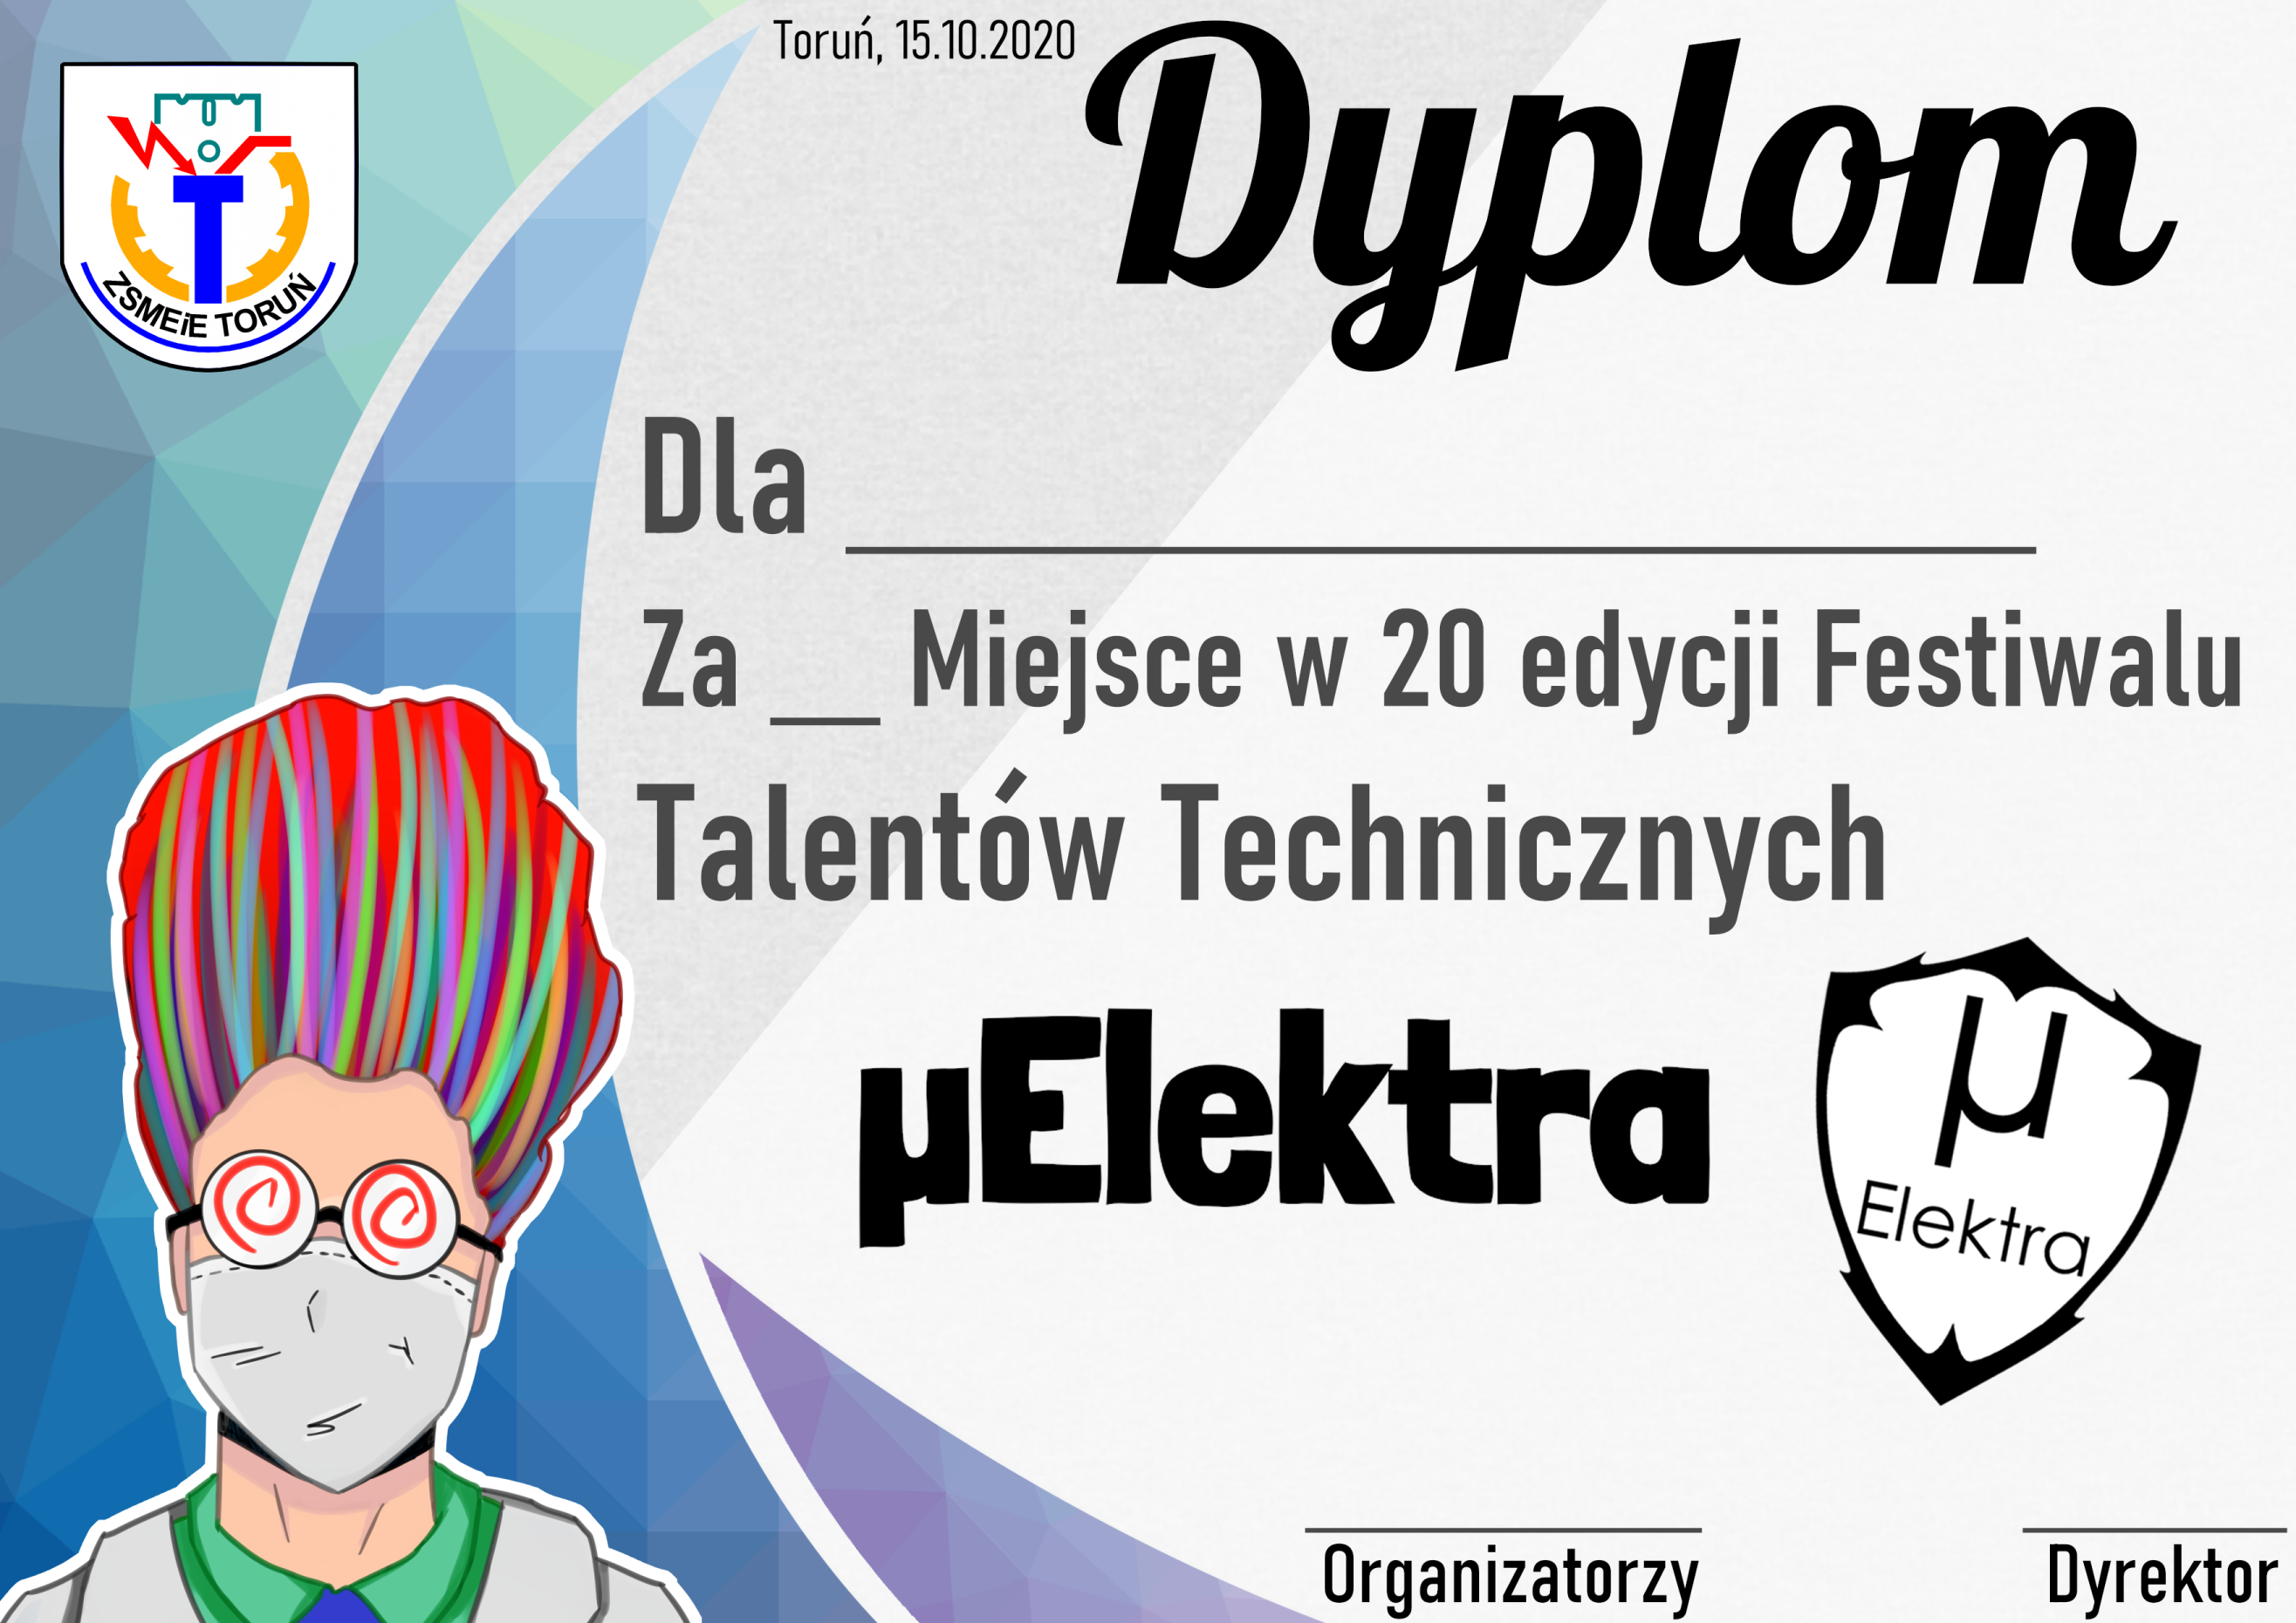 Toruń, 15.10.2020
Dyplom
ZSMEiE TORUŃ
Dla ____________________
Za __ Miejsce w 20 edycji Festiwalu
Talentów Technicznych
µElektra
µ
Elektra
Organizatorzy
Dyrektor